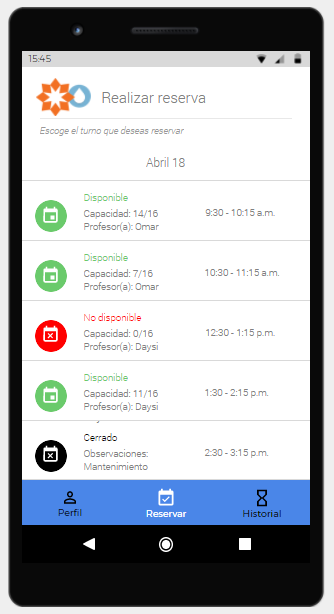 15:45
Realizar reserva
Escoge el turno que deseas reservar
Abril 18
Disponible
Capacidad: 14/16
Profesor(a): Omar
9:30 - 10:15 a.m.
Disponible
Capacidad: 7/16
Profesor(a): Omar
10:30 - 11:15 a.m.
No disponible
Capacidad: 0/16
Profesor(a): Daysi
12:30 - 1:15 p.m.
Disponible
Capacidad: 11/16
Profesor(a): Daysi
1:30 - 2:15 p.m.
Cerrado
Observaciones:
Mantenimiento
2:30 - 3:15 p.m.
Perfil
Reservar
Historial